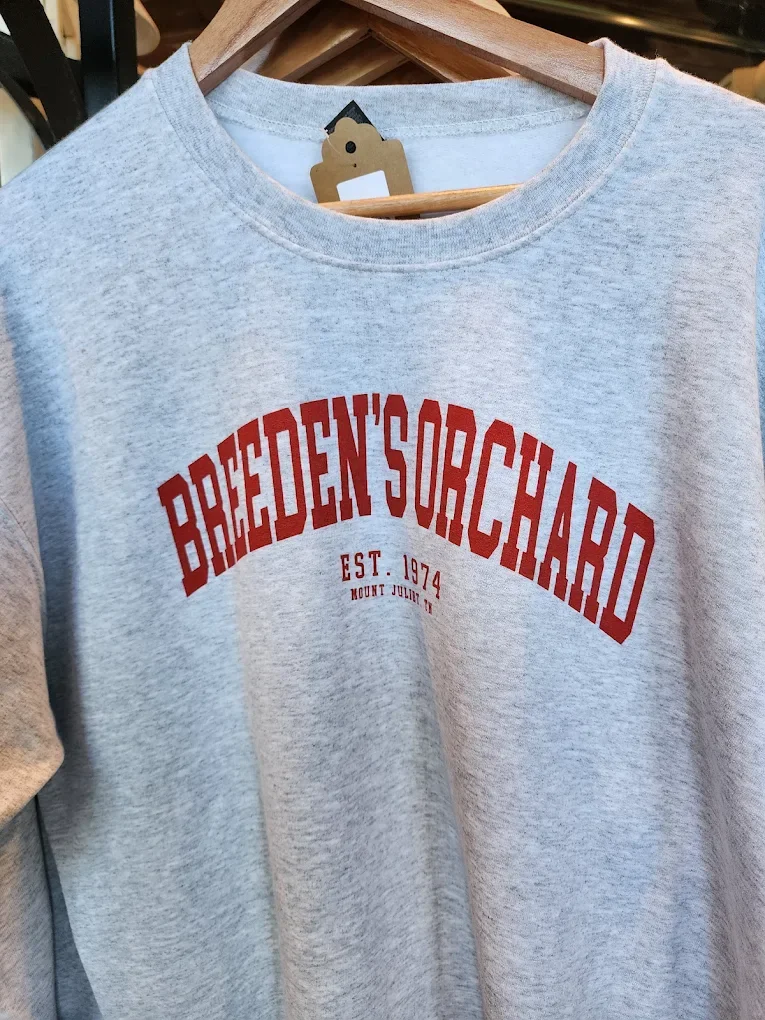 BREEDEN'S ORCHARD
EST. 1974
MOUNT JULIET TN